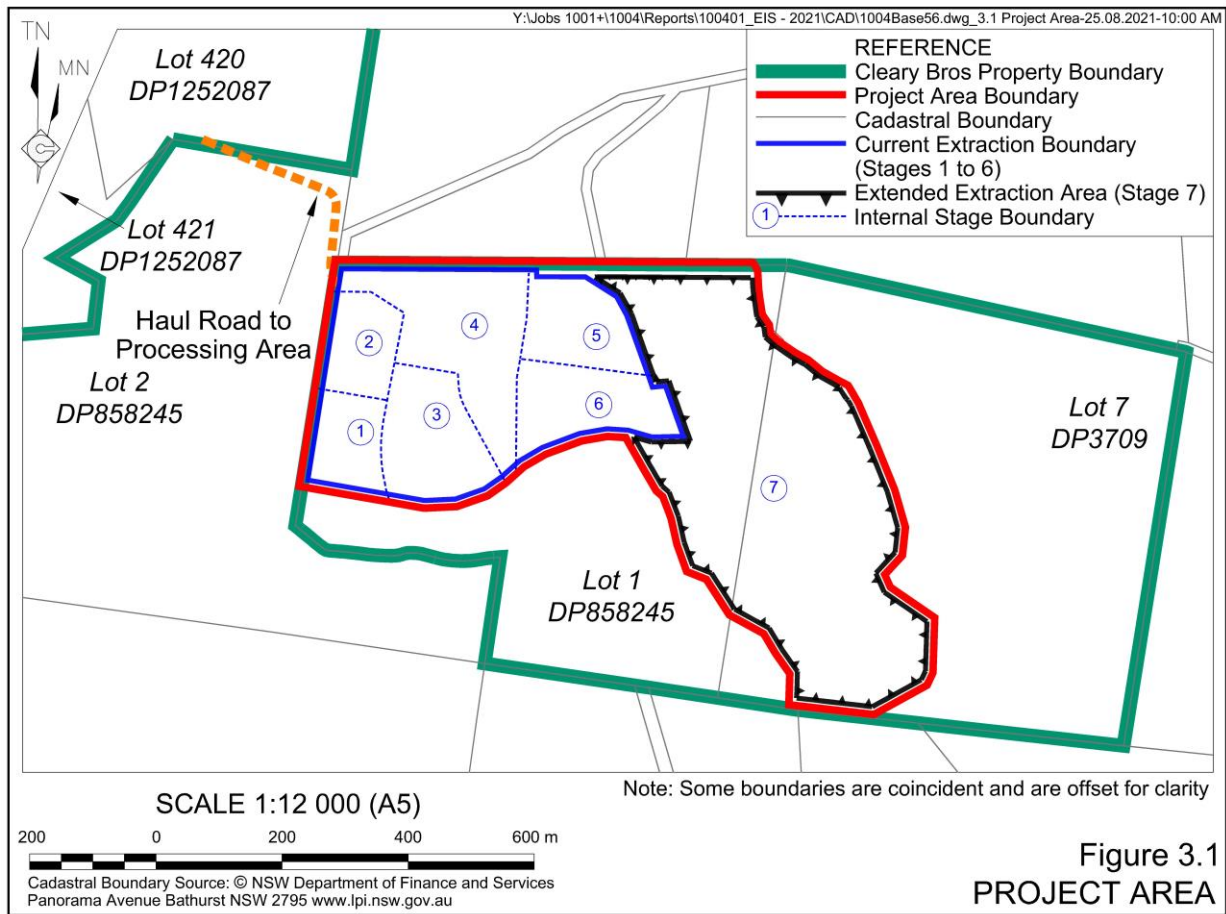 Y:\Jobs 1001+\1004\Reports\100401_EIS - 2021\CAD\1004Base56.dwg_3.1 Project Area-25.08.2021-10:00 AM
TN
MN
Lot 420
DP1252087
REFERENCE
Cleary Bros Property Boundary
Project Area Boundary
Cadastral Boundary
Current Extraction Boundary
(Stages 1 to 6)
Extended Extraction Area (Stage 7)
1 Internal Stage Boundary
Lot 421
DP1252087
Haul Road to
Processing Area
Lot 2
DP858245
2
4
5
1
3
6
7
Lot 7
DP3709
Lot 1
DP858245
SCALE 1:12 000 (A5)
200 0 200 400 600 m
Cadastral Boundary Source: © NSW Department of Finance and Services
Panorama Avenue Bathurst NSW 2795 www.lpi.nsw.gov.au
Note: Some boundaries are coincident and are offset for clarity
Figure 3.1
PROJECT AREA